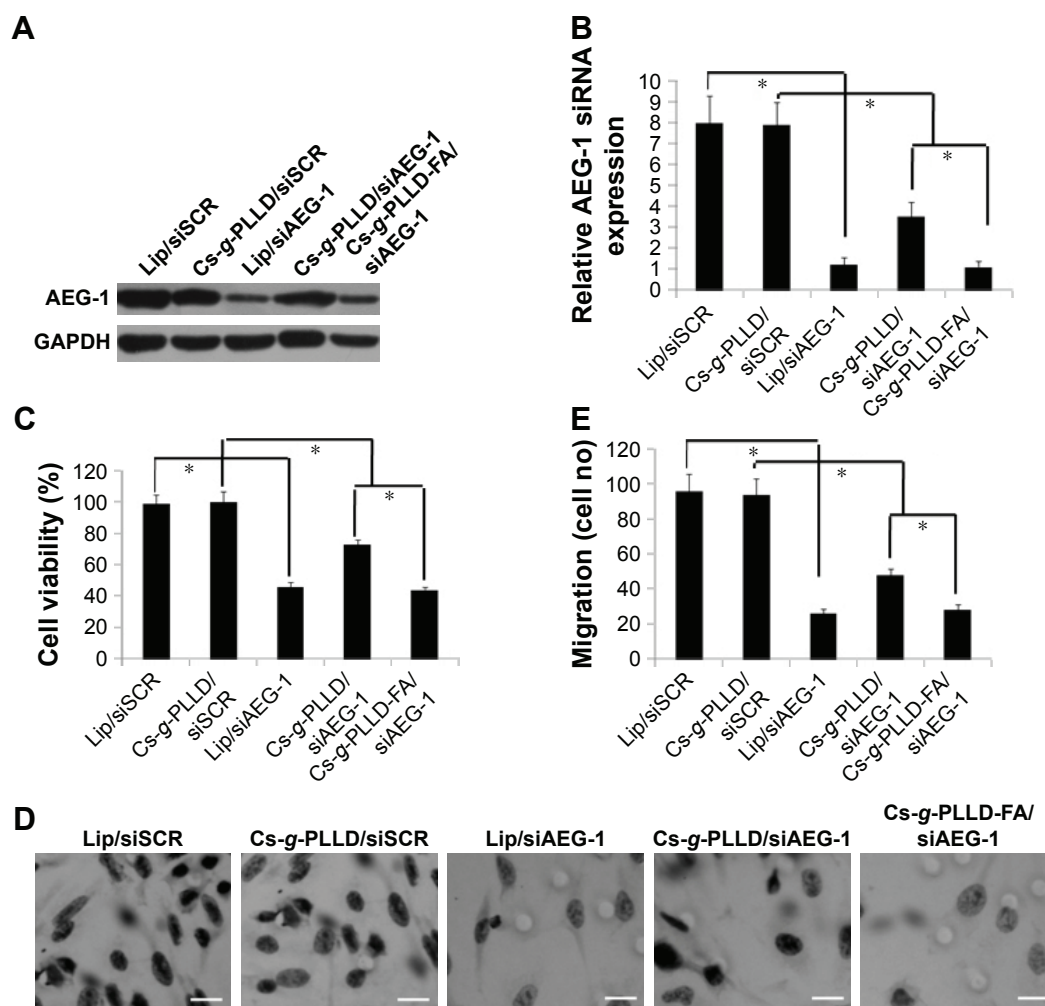 A
Lip/siSCR
Cs-g-PLLD/siSCR
Lip/siAEG-1
Cs-g-PLLD/siAEG-1
Cs-g-PLLD-FA/
siAEG-1
AEG-1
GAPDH
B
Relative AEG-1 siRNA
expression
10
9
8
7
6
5
4
3
2
1
0
*
*
*
Lip/siSCR
Cs-g-PLLD/
siSCR
Lip/siAEG-1
Cs-g-PLLD/
siAEG-1
Cs-g-PLLD-FA/
siAEG-1
C
Cell viability (%)
120
100
80
60
40
20
0
*
*
*
Lip/siSCR
Cs-g-PLLD/
siSCR
Lip/siAEG-1
Cs-g-PLLD/
siAEG-1
Cs-g-PLLD-FA/
siAEG-1
E
Migration (cell no)
120
100
80
60
40
20
0
*
*
*
Lip/siSCR
Cs-g-PLLD/
siSCR
Lip/siAEG-1
Cs-g-PLLD/
siAEG-1
Cs-g-PLLD-FA/
siAEG-1
D
Lip/siSCR
Cs-g-PLLD/siSCR
Lip/siAEG-1
Cs-g-PLLD/siAEG-1
Cs-g-PLLD-FA/
siAEG-1